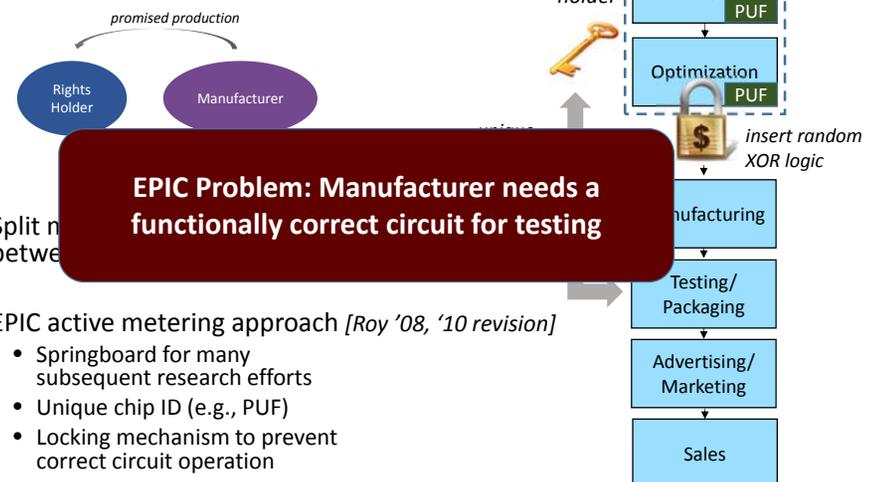 holder
PUF
promised production
Rights
Holder
Manufacturer
Optimization
PUF
$
insert random
XOR logic
EPIC Problem: Manufacturer needs a
functionally correct circuit for testing
Split
Testing/
Packaging
EPIC active metering approach [Roy ’08, ‘10 revision]
• Springboard for many
subsequent research efforts
• Unique chip ID (e.g., PUF)
• Locking mechanism to prevent
correct circuit operation
Advertising/
Marketing
Sales